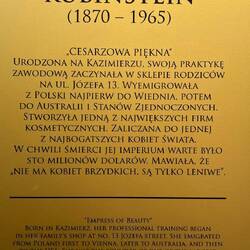 RUBINSTEIN
(1870 – 1965)
„CESARZOWA PIĘKNA”
URODZONA NA KAZIMIERZU, SWOJĄ PRAKTYKĘ
ZAWODOWĄ ZACZYNAŁA W SKLEPIE RODZICÓW
NA UL. JÓZEFA 13. WYEMIGROWAŁA
Z POLSKI NAJPIERW DO WIEDNIA, POTEM
DO AUSTRALII I STANÓW ZJEDNOCZONYCH.
STWORZYŁA JEDNĄ Z NAJWIĘKSZYCH FIRM
KOSMETYCZNYCH. ZALICZANA DO JEDNEJ
Z NAJBOGATSZYCH KOBIET ŚWIATA.
W CHWILI ŚMIERCI JEJ IMPERIUM WARTE BYŁO
STO MILIONÓW DOLARÓW. MAWIAŁA, ŻE
„NIE MA KOBIET BRZYDKICH, SĄ TYLKO LENIWE”.
"EMPRESS OF BEAUTY"
BORN IN KAZIMIERZ, HER PROFESSIONAL TRAINING BEGAN
IN HER FAMILY'S SHOP AT NO. 13 JÓZEFA STREET. SHE EMIGRATED
FROM POLAND FIRST TO VIENNA, LATER TO AUSTRALIA, AND THEN